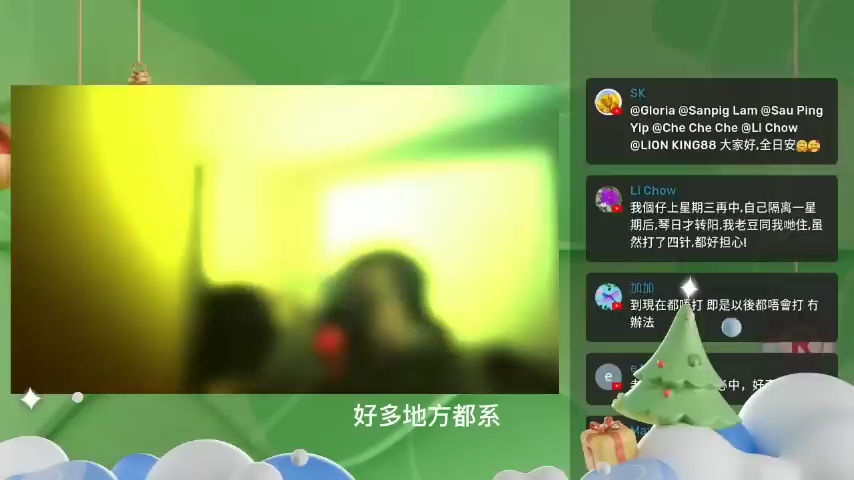 SK
@Gloria @Sanpig Lam @Sau Ping
Yip @Che Che Che @Li Chow
@LION KING88 大家好,全日安🤗🥰
Li Chow
我個仔上星期三再中,自己隔离一星
期后,琴日才转阳.我老豆同我哋住,虽
然打了四针,都好担心!
加加
到現在都唔打 即是以後都唔會打 冇
辦法
e
中，好
好多地方都系